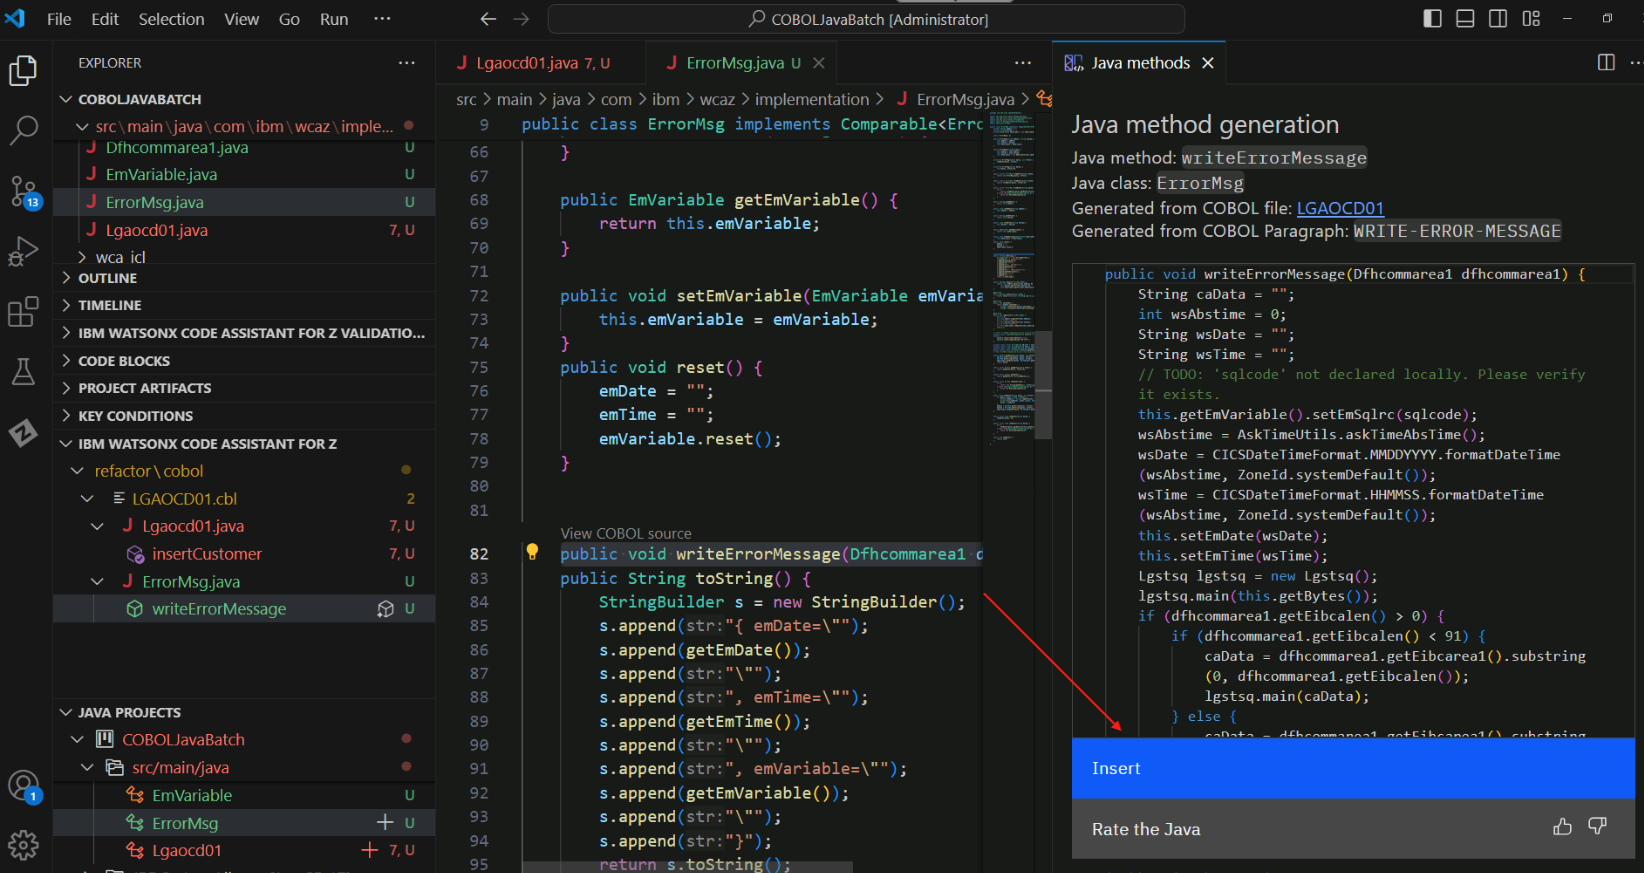 File Edit Selection View Go Run ···
COBOLJavaBatch [Administrator]
EXPLORER ···
COBOLJAVABATCH
src\main\java\com\ibm\wcaz\imple...
Dfhcommarea1.java U
EmVariable.java U
ErrorMsg.java U
Lgaocd01.java 7, U
wca_icl
OUTLINE
TIMELINE
IBM WATSONX CODE ASSISTANT FOR Z VALIDATIO...
CODE BLOCKS
PROJECT ARTIFACTS
KEY CONDITIONS
IBM WATSONX CODE ASSISTANT FOR Z
refactor\cobol
LGAOCD01.cbl 2
Lgaocd01.java 7, U
insertCustomer 7, U
ErrorMsg.java U
writeErrorMessage U
JAVA PROJECTS
COBOLJavaBatch
src/main/java
EmVariable U
ErrorMsg U
Lgaocd01 7, U
13
1
Lgaocd01.java 7, U
ErrorMsg.java U
src > main > java > com > ibm > wcaz > implementation > ErrorMsg.java >
9 public class ErrorMsg implements Comparable<Erro
66 }
67
68 public EmVariable getEmVariable() {
69 return this.emVariable;
70 }
71
72 public void setEmVariable(EmVariable emVaria
73 this.emVariable = emVariable;
74 }
75 public void reset() {
76 emDate = "";
77 emTime = "";
78 emVariable.reset();
79 }
80
81
View COBOL source
82 public void writeErrorMessage(Dfhcommarea1 d
83 public String toString() {
84 StringBuilder s = new StringBuilder();
85 s.append(str:"{ emDate=\"");
86 s.append(getEmDate());
87 s.append(str:"\"");
88 s.append(str:", emTime=\"");
89 s.append(getEmTime());
90 s.append(str:"\"");
91 s.append(str:", emVariable=\"");
92 s.append(getEmVariable());
93 s.append(str:"\"");
94 s.append(str:"}");
95 return s.toString();
Java methods
Java method generation
Java method: writeErrorMessage
Java class: ErrorMsg
Generated from COBOL file: LGAOCD01
Generated from COBOL Paragraph: WRITE-ERROR-MESSAGE
public void writeErrorMessage(Dfhcommarea1 dfhcommarea1) {
String caData = "";
int wsAbstime = 0;
String wsDate = "";
String wsTime = "";
// TODO: 'sqlcode' not declared locally. Please verify
it exists.
this.getEmVariable().setEmSqlrc(sqlcode);
wsAbstime = AskTimeUtils.askTimeAbsTime();
wsDate = CICSDateTimeFormat.MMDDYYYY.formatDateTime
(wsAbstime, ZoneId.systemDefault());
wsTime = CICSDateTimeFormat.HHMMSS.formatDateTime
(wsAbstime, ZoneId.systemDefault());
this.setEmDate(wsDate);
this.setEmTime(wsTime);
Lgstsq lgstsq = new Lgstsq();
lgstsq.main(this.getBytes());
if (dfhcommarea1.getEibcalen() > 0) {
if (dfhcommarea1.getEibcalen() < 91) {
caData = dfhcommarea1.getEibcarea1().substring
(0, dfhcommarea1.getEibcalen());
lgstsq.main(caData);
} else {
caData = dfhcommarea1.getEibcarea1().substring
Insert
Rate the Java